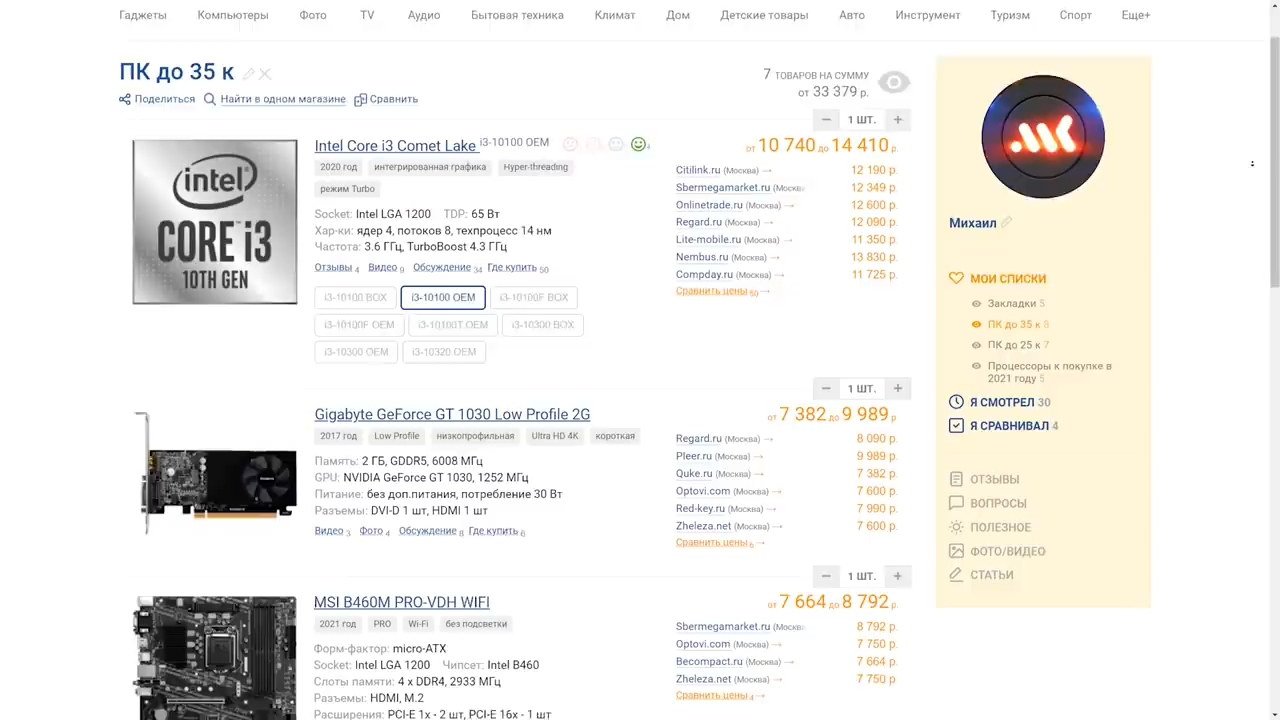 Гаджеты Компьютеры Фото TV Аудио Бытовая техника Климат Дом Детские товары Авто Инструмент Туризм Спорт Еще+
ПК до 35 к
7 ТОВАРОВ НА СУММУ
от 33 379 р.
Поделиться Найти в одном магазине Сравнить
1 ШТ.
intel
CORE i3
10TH GEN
Intel Core i3 Comet Lake i3-10100 OEM 4
2020 год интегрированная графика Hyper-threading
режим Turbo
Socket: Intel LGA 1200 TDP: 65 Вт
Хар-ки: ядер 4, потоков 8, техпроцесс 14 нм
Частота: 3.6 ГГц, TurboBoost 4.3 ГГц
Отзывы 4 Видео 9 Обсуждение 34 Где купить 50
i3-10100 BOX i3-10100 OEM i3-10100F BOX
i3-10100F OEM i3-10100T OEM i3-10300 BOX
i3-10300 OEM i3-10320 OEM
от 10 740 до 14 410 р.
Citilink.ru (Москва) → 12 190 р.
Sbermegamarket.ru (Москва 12 349 р.
Onlinetrade.ru (Москва) → 12 600 р.
Regard.ru (Москва) → 12 090 р.
Lite-mobile.ru (Москва) → 11 350 р.
Nembus.ru (Москва) → 13 830 р.
Compday.ru (Москва) → 11 725 р.
Сравнить цены 50 →
1 ШТ.
Gigabyte GeForce GT 1030 Low Profile 2G
2017 год Low Profile низкопрофильная Ultra HD 4K короткая
Память: 2 ГБ, GDDR5, 6008 МГц
GPU: NVIDIA GeForce GT 1030, 1252 МГц
Питание: без доп.питания, потребление 30 Вт
Разъемы: DVI-D 1 шт, HDMI 1 шт
Видео 3 Фото 4 Обсуждение 8 Где купить 6
от 7 382 до 9 989 р.
Regard.ru (Москва) → 8 090 р.
Pleer.ru (Москва) → 9 989 р.
Quke.ru (Москва) → 7 382 р.
Optovi.com (Москва) → 7 600 р.
Red-key.ru (Москва) → 7 990 р.
Zheleza.net (Москва) → 7 600 р.
Сравнить цены 6 →
1 ШТ.
MSI B460M PRO-VDH WIFI
2021 год PRO Wi-Fi без подсветки
Форм-фактор: micro-ATX
Socket: Intel LGA 1200 Чипсет: Intel B460
Слоты памяти: 4 x DDR4, 2933 МГц
Разъемы: HDMI, M.2
Расширения: PCI-E 1x - 2 шт, PCI-E 16x - 1 шт
от 7 664 до 8 792 р.
Sbermegamarket.ru (Москва 8 792 р.
Optovi.com (Москва) → 7 750 р.
Becompact.ru (Москва) → 7 664 р.
Zheleza.net (Москва) → 7 750 р
Сравнить цены 4 →
Михаил
МОИ СПИСКИ
Закладки 5
ПК до 35 к 8
ПК до 25 к 7
Процессоры к покупке в
2021 году 5
Я СМОТРЕЛ 30
Я СРАВНИВАЛ 4
ОТЗЫВЫ
ВОПРОСЫ
ПОЛЕЗНОЕ
ФОТО/ВИДЕО
СТАТЬИ